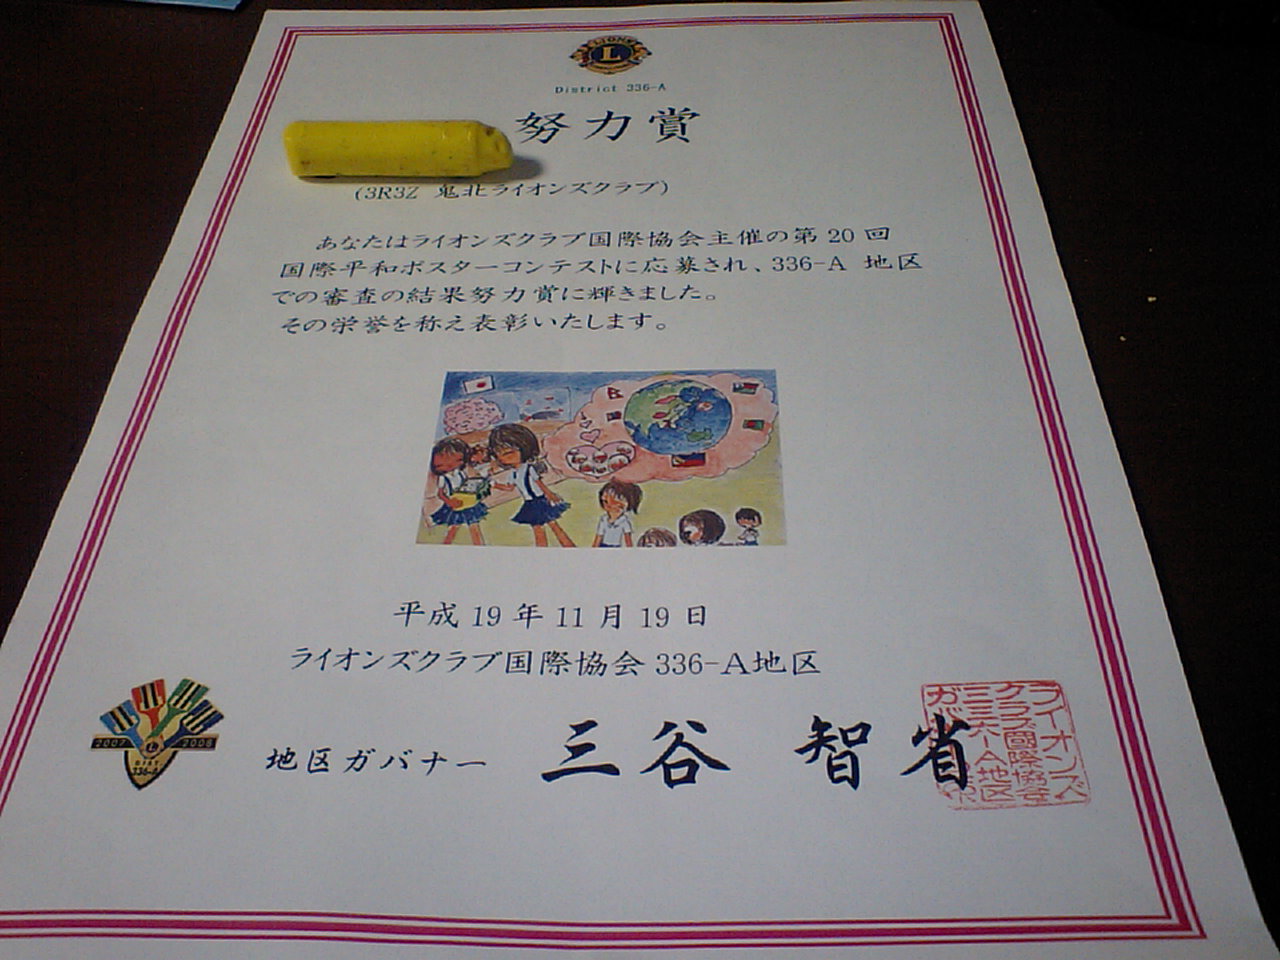 LIONS
L
District 336-A
努力賞
(3R3Z 鬼北ライオンズクラブ)
あなたはライオンズクラブ国際協会主催の第20回
国際平和ポスターコンテストに応募され、336-A 地区
での審査の結果努力賞に輝きました。
その栄誉を称え表彰いたします。
平成19年11月19日
ライオンズクラブ国際協会336-A地区
地区ガバナー 三谷 智省
2007 L 2008
DIST
336-A
ライオンズ
クラブ國際協会
三三六-A地区
ガバ